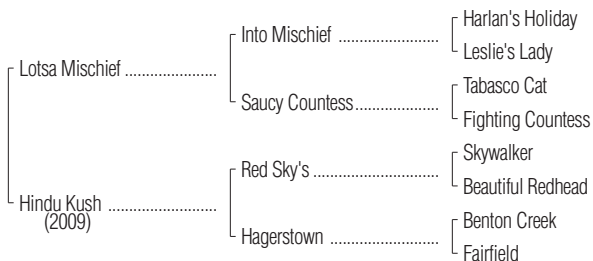 Harlan's Holiday
Into Mischief ........................
Leslie's Lady
Lotsa Mischief ......................
Tabasco Cat
Saucy Countess....................
Fighting Countess
Skywalker
Red Sky's ..............................
Beautiful Redhead
Hindu Kush ..........................
(2009)
Benton Creek
Hagerstown ..........................
Fairfield